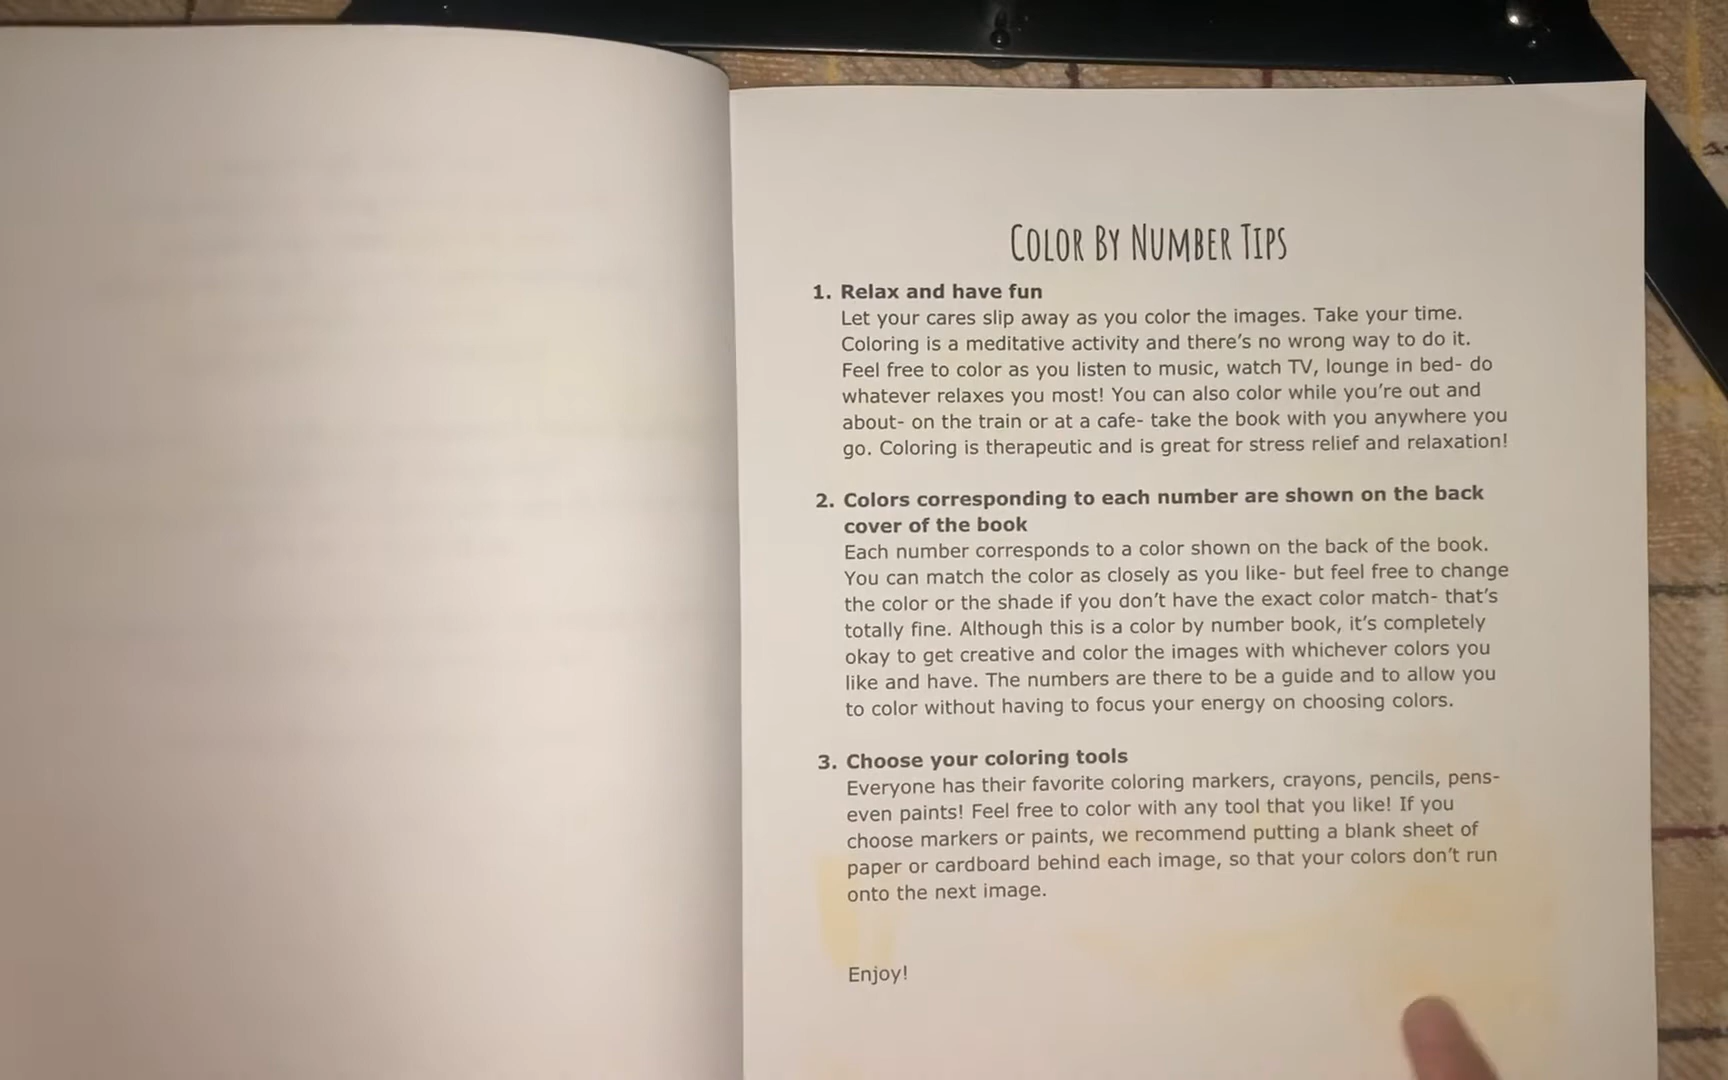 COLOR BY NUMBER TIPS
1. Relax and have fun
Let your cares slip away as you color the images. Take your time.
Coloring is a meditative activity and there's no wrong way to do it.
Feel free to color as you listen to music, watch TV, lounge in bed- do
whatever relaxes you most! You can also color while you're out and
about- on the train or at a cafe- take the book with you anywhere you
go. Coloring is therapeutic and is great for stress relief and relaxation!
2. Colors corresponding to each number are shown on the back
cover of the book
Each number corresponds to a color shown on the back of the book.
You can match the color as closely as you like- but feel free to change
the color or the shade if you don't have the exact color match- that's
totally fine. Although this is a color by number book, it's completely
okay to get creative and color the images with whichever colors you
like and have. The numbers are there to be a guide and to allow you
to color without having to focus your energy on choosing colors.
3. Choose your coloring tools
Everyone has their favorite coloring markers, crayons, pencils, pens-
even paints! Feel free to color with any tool that you like! If you
choose markers or paints, we recommend putting a blank sheet of
paper or cardboard behind each image, so that your colors don't run
onto the next image.
Enjoy!